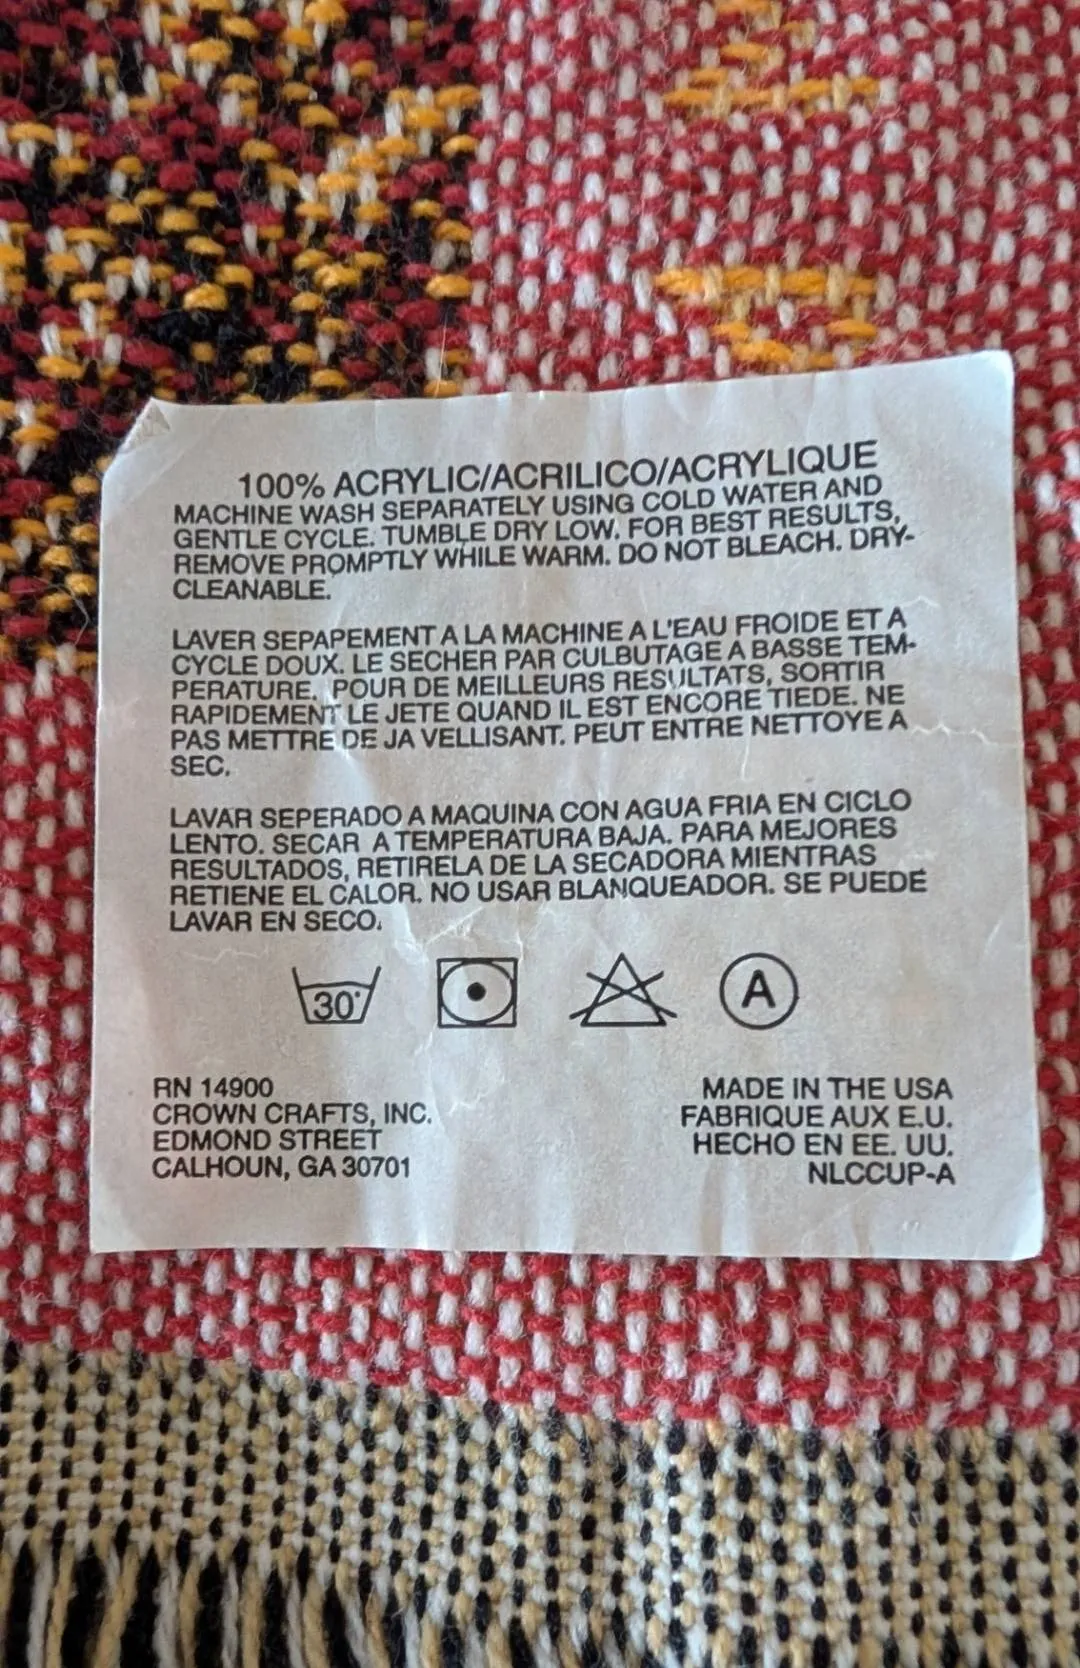 100% ACRYLIC/ACRILICO/ACRYLIQUE
MACHINE WASH SEPARATELY USING COLD WATER AND
GENTLE CYCLE. TUMBLE DRY LOW. FOR BEST RESULTS,
REMOVE PROMPTLY WHILE WARM. DO NOT BLEACH. DRY-
CLEANABLE.
LAVER SEPAPEMENT A LA MACHINE A L'EAU FROIDE ET A
CYCLE DOUX. LE SECHER PAR CULBUTAGE A BASSE TEM-
PERATURE. POUR DE MEILLEURS RESULTATS, SORTIR
RAPIDEMENT LE JETE QUAND IL EST ENCORE TIEDE. NE
PAS METTRE DE JA VELLISANT. PEUT ENTRE NETTOYE A
SEC.
LAVAR SEPERADO A MAQUINA CON AGUA FRIA EN CICLO
LENTO. SECAR A TEMPERATURA BAJA. PARA MEJORES
RESULTADOS, RETIRELA DE LA SECADORA MIENTRAS
RETIENE EL CALOR. NO USAR BLANQUEADOR. SE PUEDE
LAVAR EN SECO.
30° A
RN 14900
CROWN CRAFTS, INC.
EDMOND STREET
CALHOUN, GA 30701
MADE IN THE USA
FABRIQUE AUX E.U.
HECHO EN EE. UU.
NLCCUP-A